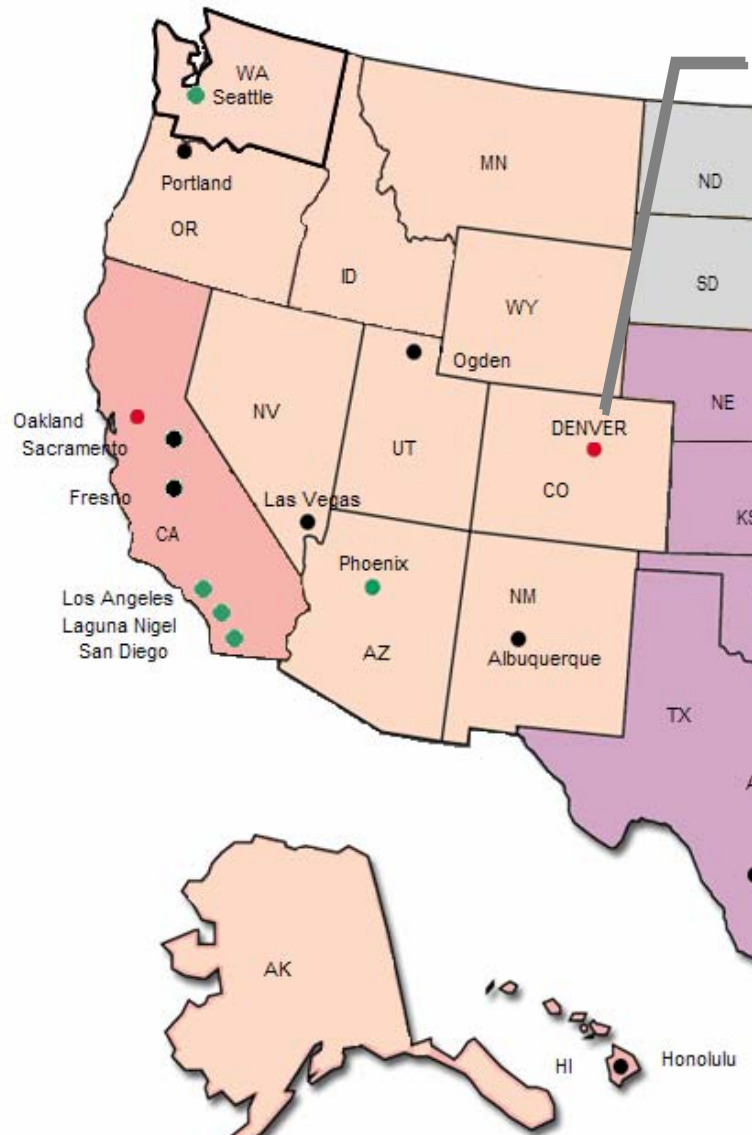 WA
Seattle
MN
ND
Portland
OR
ID
SD
WY
Ogden
NV
NE
Oakland
DENVER
Sacramento
UT
CO
Fresno
KS
Las Vegas
CA
Phoenix
NM
Los Angeles
Laguna Nigel
AZ
Albuquerque
San Diego
TX
AK
HI
Honolulu